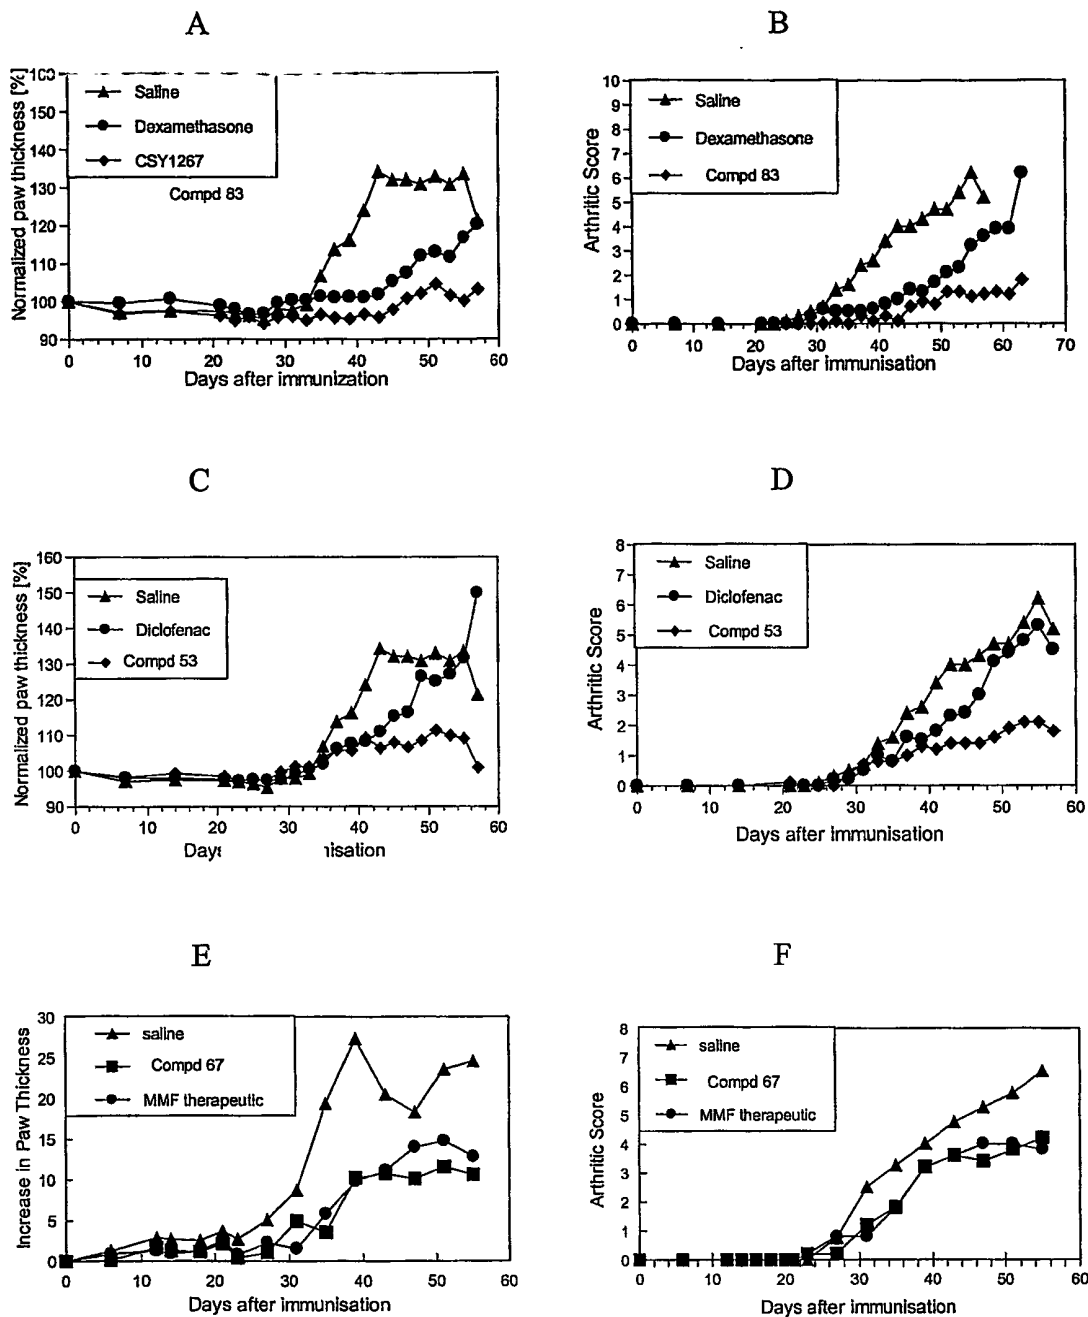 A
Normalized paw thickness [%]
160
150
140
130
120
110
100
90
Saline
Dexamethasone
CSY1267
Compd 83
0 10 20 30 40 50 60
Days after immunization
B
Arthritic Score
10
9
8
7
6
5
4
3
2
1
0
Saline
Dexamethasone
Compd 83
0 10 20 30 40 50 60 70
Days after immunisation
C
Normalized paw thickness [%]
160
150
140
130
120
110
100
90
Saline
Diclofenac
Compd 53
0 10 20 30 40 50 60
Days nisation
D
Arthritic Score
8
7
6
5
4
3
2
1
0
Saline
Diclofenac
Compd 53
0 10 20 30 40 50 60
Days after immunisation
E
Increase in Paw Thickness
30
25
20
15
10
5
0
saline
Compd 67
MMF therapeutic
0 10 20 30 40 50 60
Days after immunisation
F
Arthritic Score
8
7
6
5
4
3
2
1
0
saline
Compd 67
MMF therapeutic
0 10 20 30 40 50 60
Days after immunisation